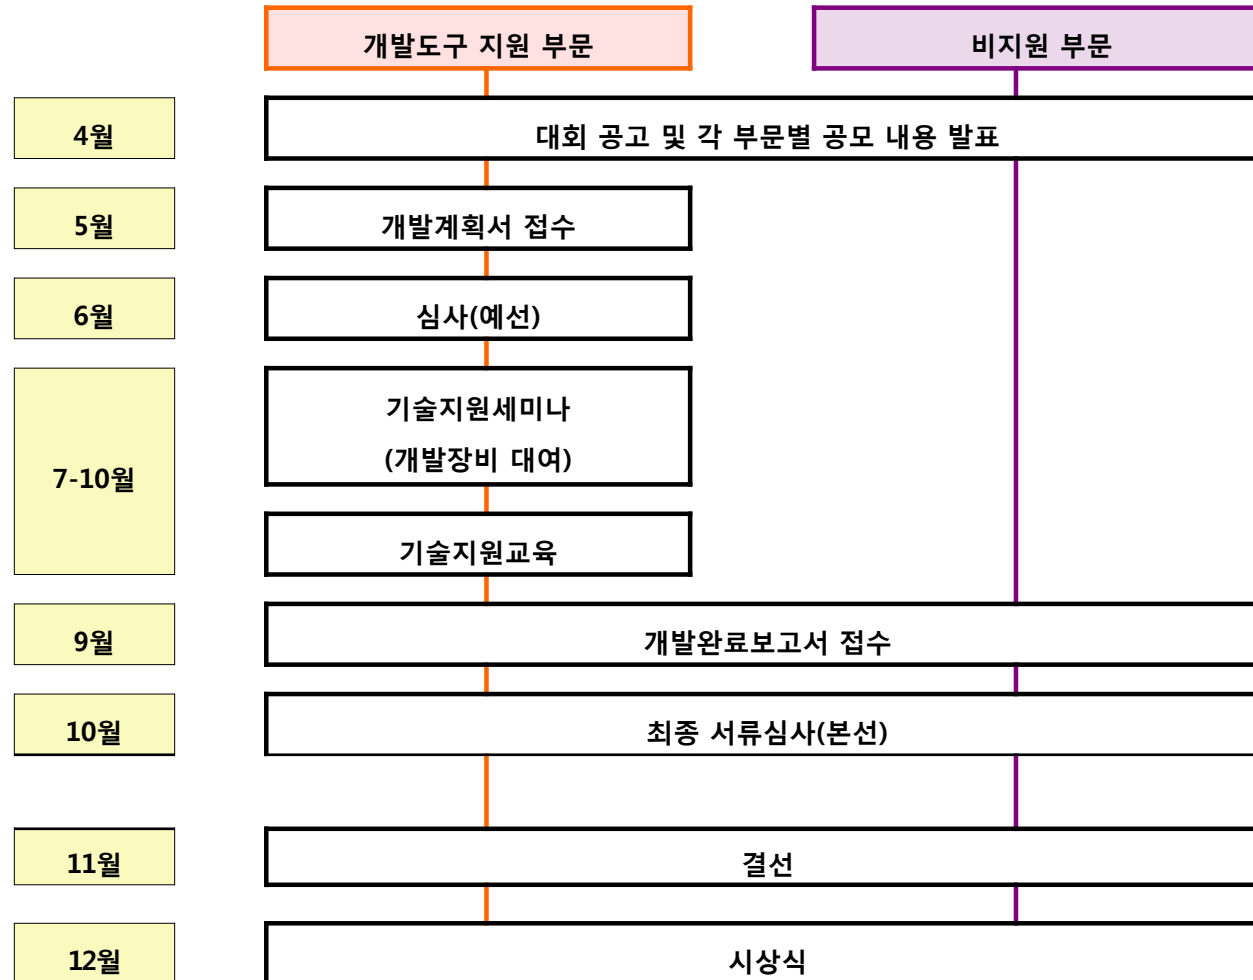 개발도구 지원 부문
비지원 부문
4월
대회 공고 및 각 부문별 공모 내용 발표
5월
개발계획서 접수
6월
심사(예선)
7-10월
기술지원세미나
(개발장비 대여)
기술지원교육
9월
개발완료보고서 접수
10월
최종 서류심사(본선)
11월
결선
12월
시상식